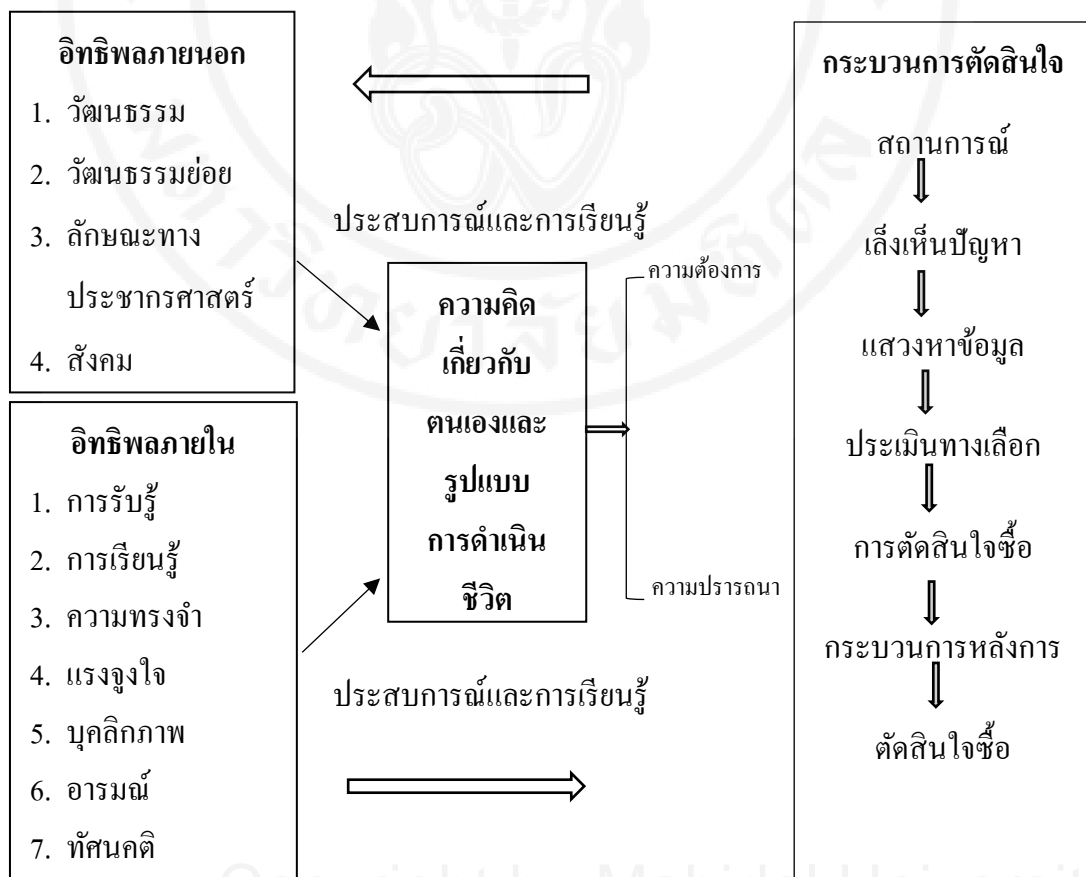 อิทธิพลภายนอก
1. วัฒนธรรม
2. วัฒนธรรมย่อย
3. ลักษณะทาง
ประชากรศาสตร์
4. สังคม
อิทธิพลภายใน
1. การรับรู้
2. การเรียนรู้
3. ความทรงจำ
4. แรงจูงใจ
5. บุคลิกภาพ
6. อารมณ์
7. ทัศนคติ
ประสบการณ์และการเรียนรู้
ความคิด
เกี่ยวกับ
ตนเองและ
รูปแบบ
การดำเนิน
ชีวิต
ประสบการณ์และการเรียนรู้
ความต้องการ
ความปรารถนา
กระบวนการตัดสินใจ
สถานการณ์
เล็งเห็นปัญหา
แสวงหาข้อมูล
ประเมินทางเลือก
การตัดสินใจซื้อ
กระบวนการหลังการ
ตัดสินใจซื้อ